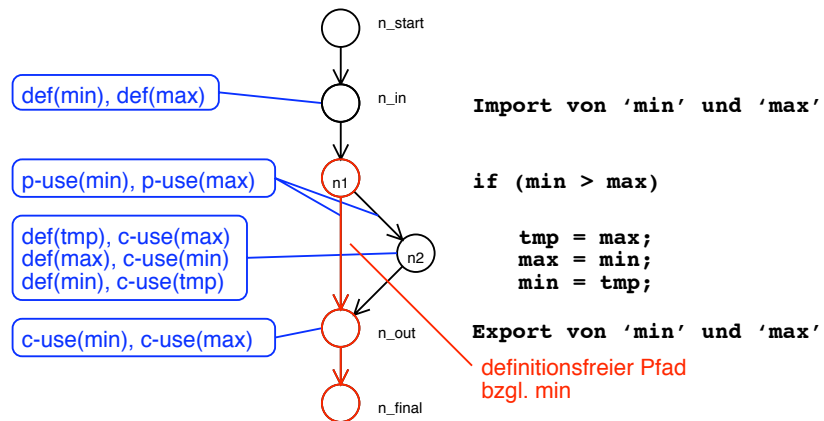 n_start
def(min), def(max)
n_in
Import von ‘min’ und ‘max’
p-use(min), p-use(max)
n1
if (min > max)
def(tmp), c-use(max)
def(max), c-use(min)
def(min), c-use(tmp)
n2
tmp = max;
max = min;
min = tmp;
c-use(min), c-use(max)
n_out
Export von ‘min’ und ‘max’
definitionsfreier Pfad
bzgl. min
n_final